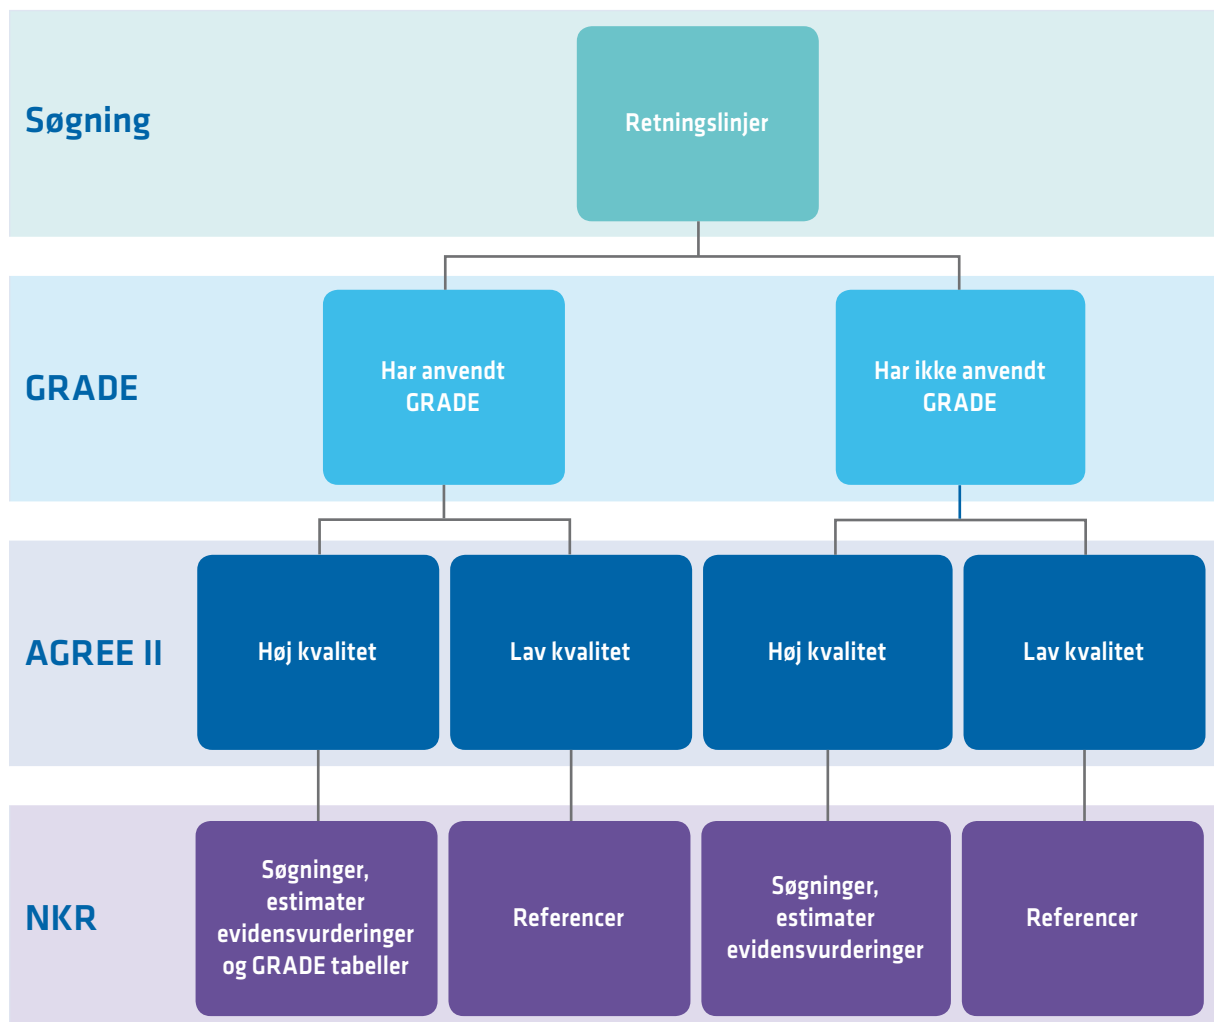 Søgning
Retningslinjer
GRADE
Har anvendt
GRADE
Har ikke anvendt
GRADE
AGREE II
Høj kvalitet
Lav kvalitet
Høj kvalitet
Lav kvalitet
NKR
Søgninger,
estimater
evidensvurderinger
og GRADE tabeller
Referencer
Søgninger,
estimater
evidensvurderinger
Referencer